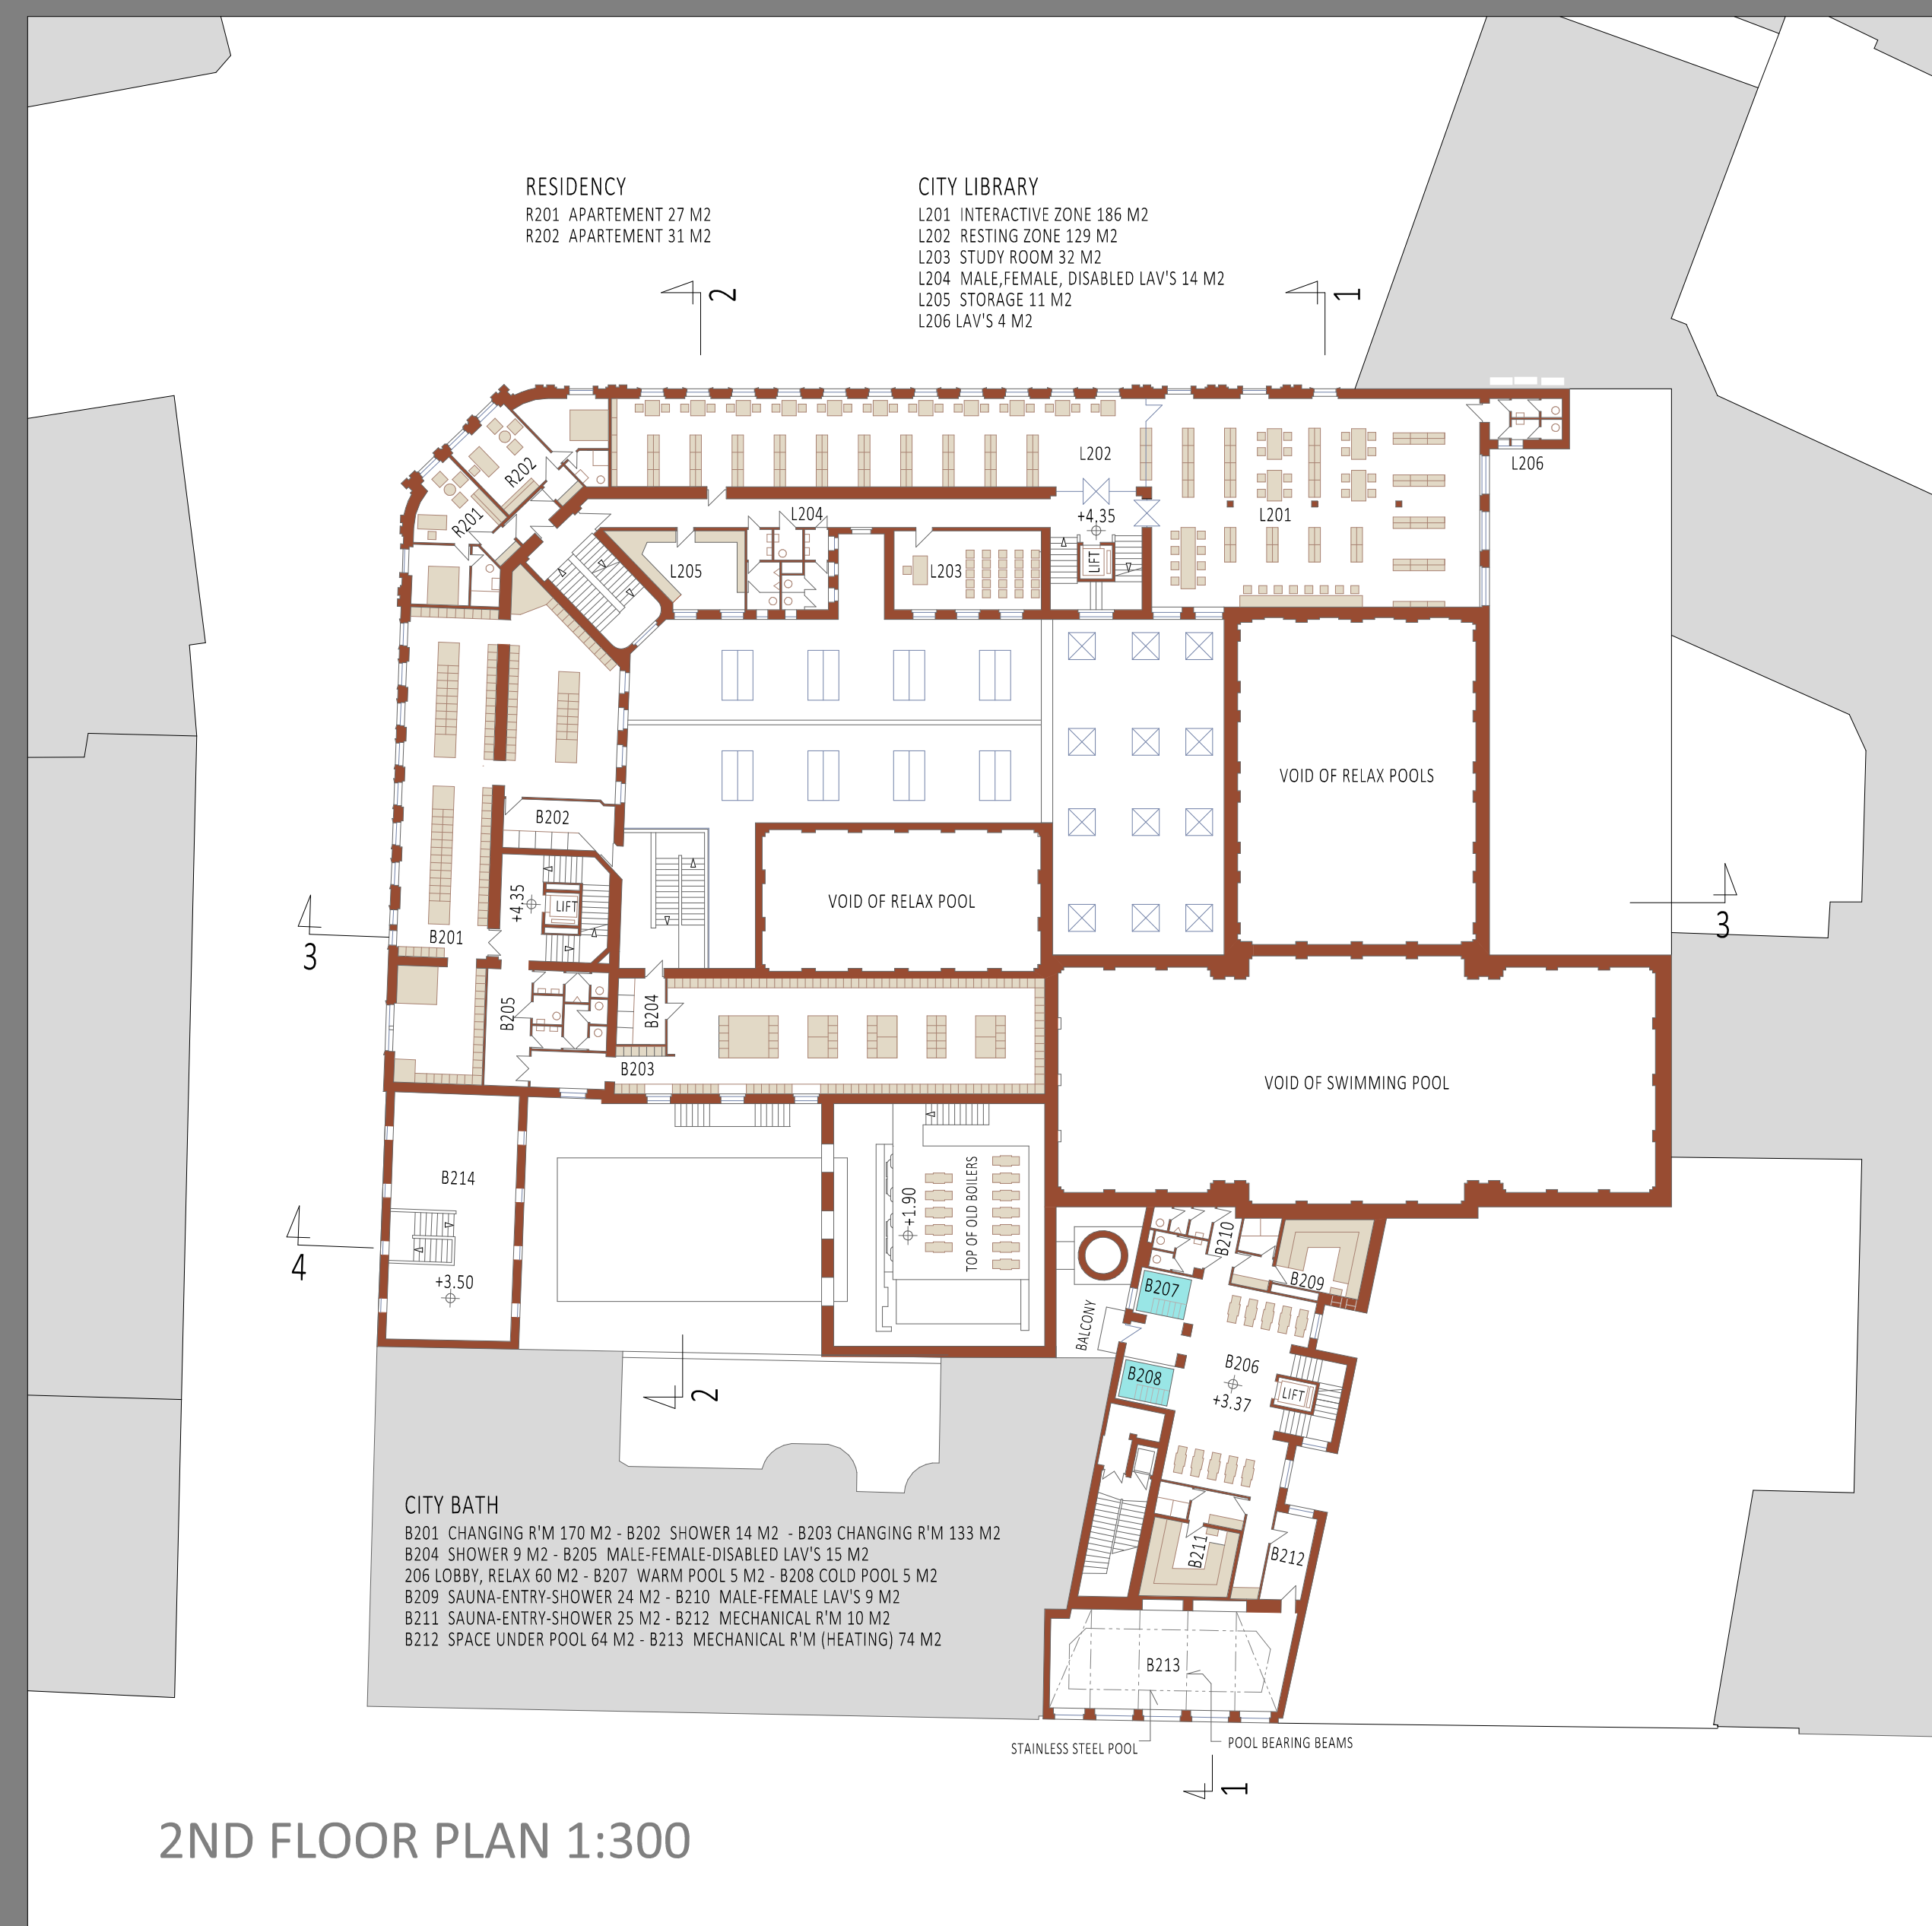 RESIDENCY
R201 APARTEMENT 27 M2
R202 APARTEMENT 31 M2
CITY LIBRARY
L201 INTERACTIVE ZONE 186 M2
L202 RESTING ZONE 129 M2
L203 STUDY ROOM 32 M2
L204 MALE,FEMALE, DISABLED LAV'S 14 M2
L205 STORAGE 11 M2
L206 LAV'S 4 M2
2
1
R202
R201
L202
L206
L204
+4.35
L201
LIFT
L205
L203
VOID OF RELAX POOLS
B202
+4.35
LIFT
VOID OF RELAX POOL
B201
3
3
B205
B204
B203
VOID OF SWIMMING POOL
B214
+3.50
4
+1.90
TOP OF OLD BOILERS
B210
B209
B207
BALCONY
B206
+3.37
B208
LIFT
2
B211
B212
CITY BATH
B201 CHANGING R'M 170 M2 - B202 SHOWER 14 M2 - B203 CHANGING R'M 133 M2
B204 SHOWER 9 M2 - B205 MALE-FEMALE-DISABLED LAV'S 15 M2
206 LOBBY, RELAX 60 M2 - B207 WARM POOL 5 M2 - B208 COLD POOL 5 M2
B209 SAUNA-ENTRY-SHOWER 24 M2 - B210 MALE-FEMALE LAV'S 9 M2
B211 SAUNA-ENTRY-SHOWER 25 M2 - B212 MECHANICAL R'M 10 M2
B212 SPACE UNDER POOL 64 M2 - B213 MECHANICAL R'M (HEATING) 74 M2
B213
STAINLESS STEEL POOL
POOL BEARING BEAMS
1
2ND FLOOR PLAN 1:300